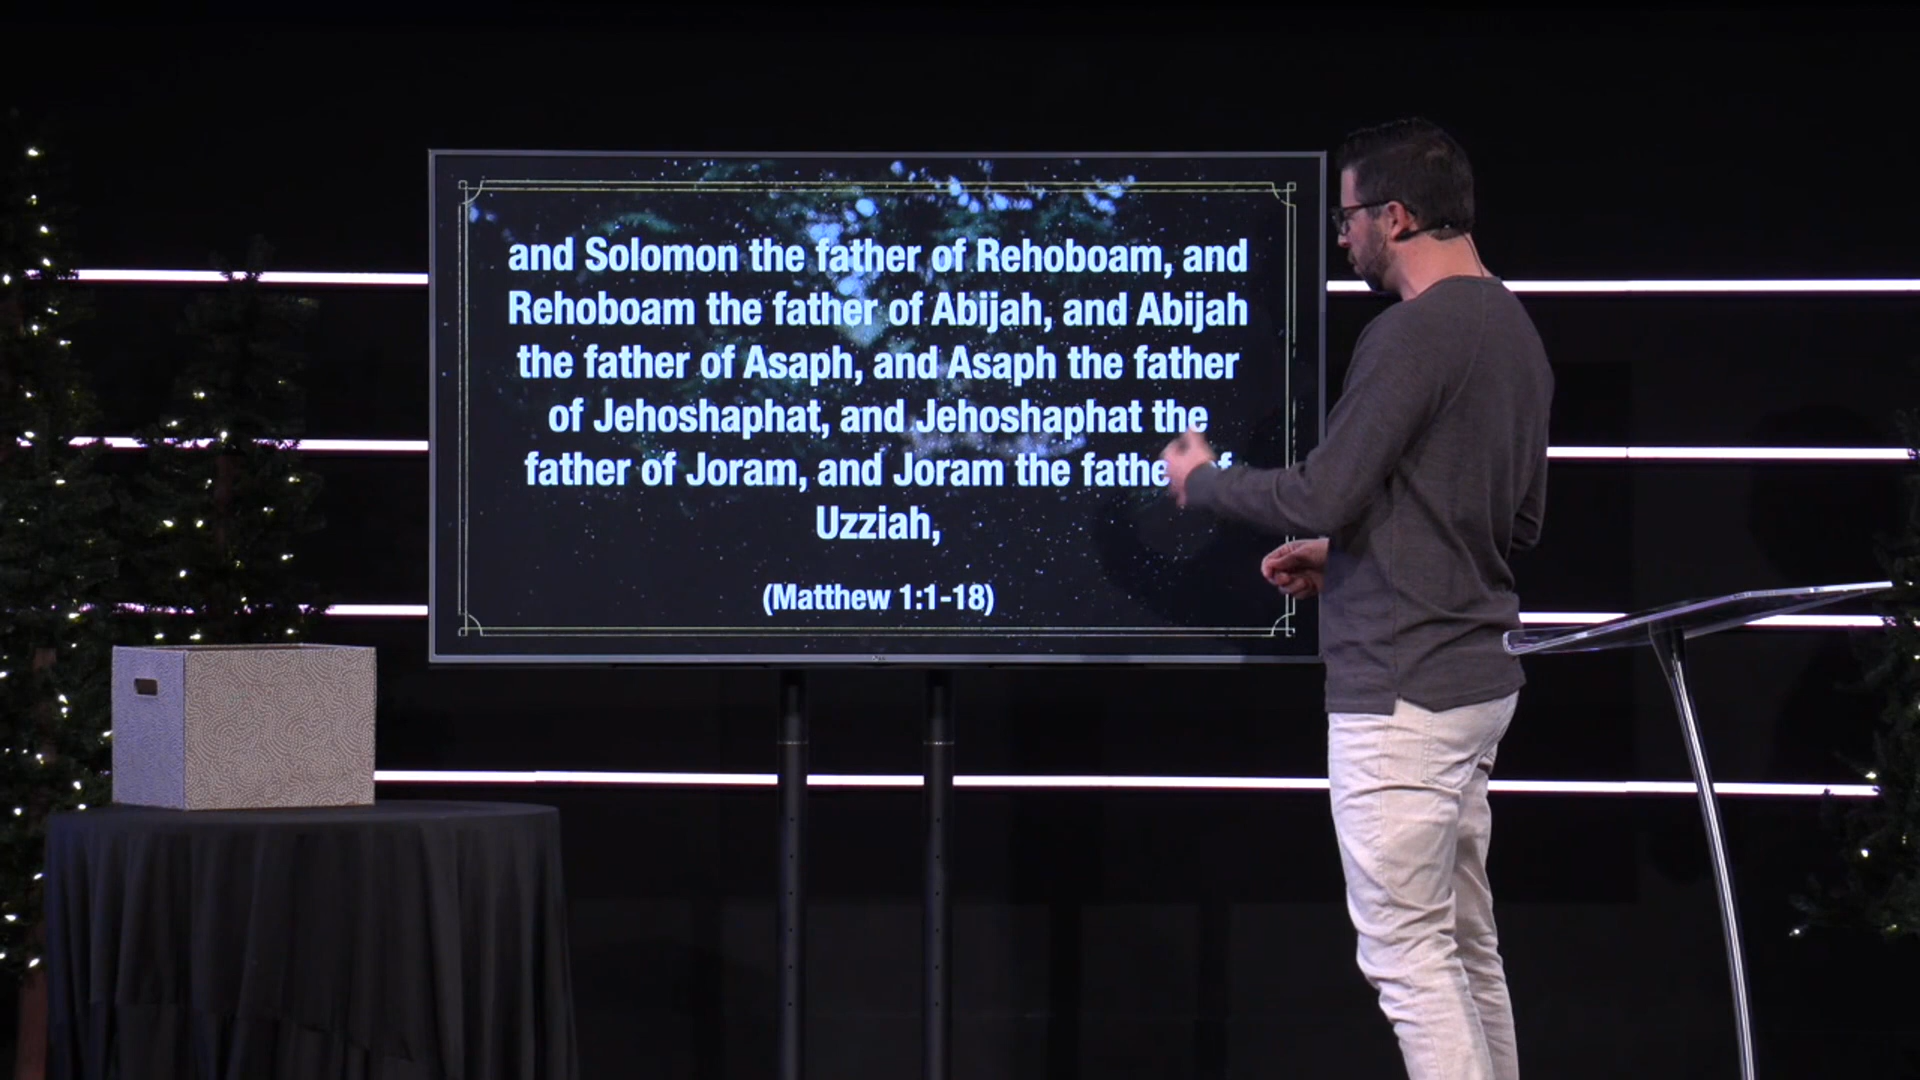 and Solomon the father of Rehoboam, and
Rehoboam the father of Abijah, and Abijah
the father of Asaph, and Asaph the father
of Jehoshaphat, and Jehoshaphat the
father of Joram, and Joram the father of
Uzziah,
(Matthew 1:1-18)